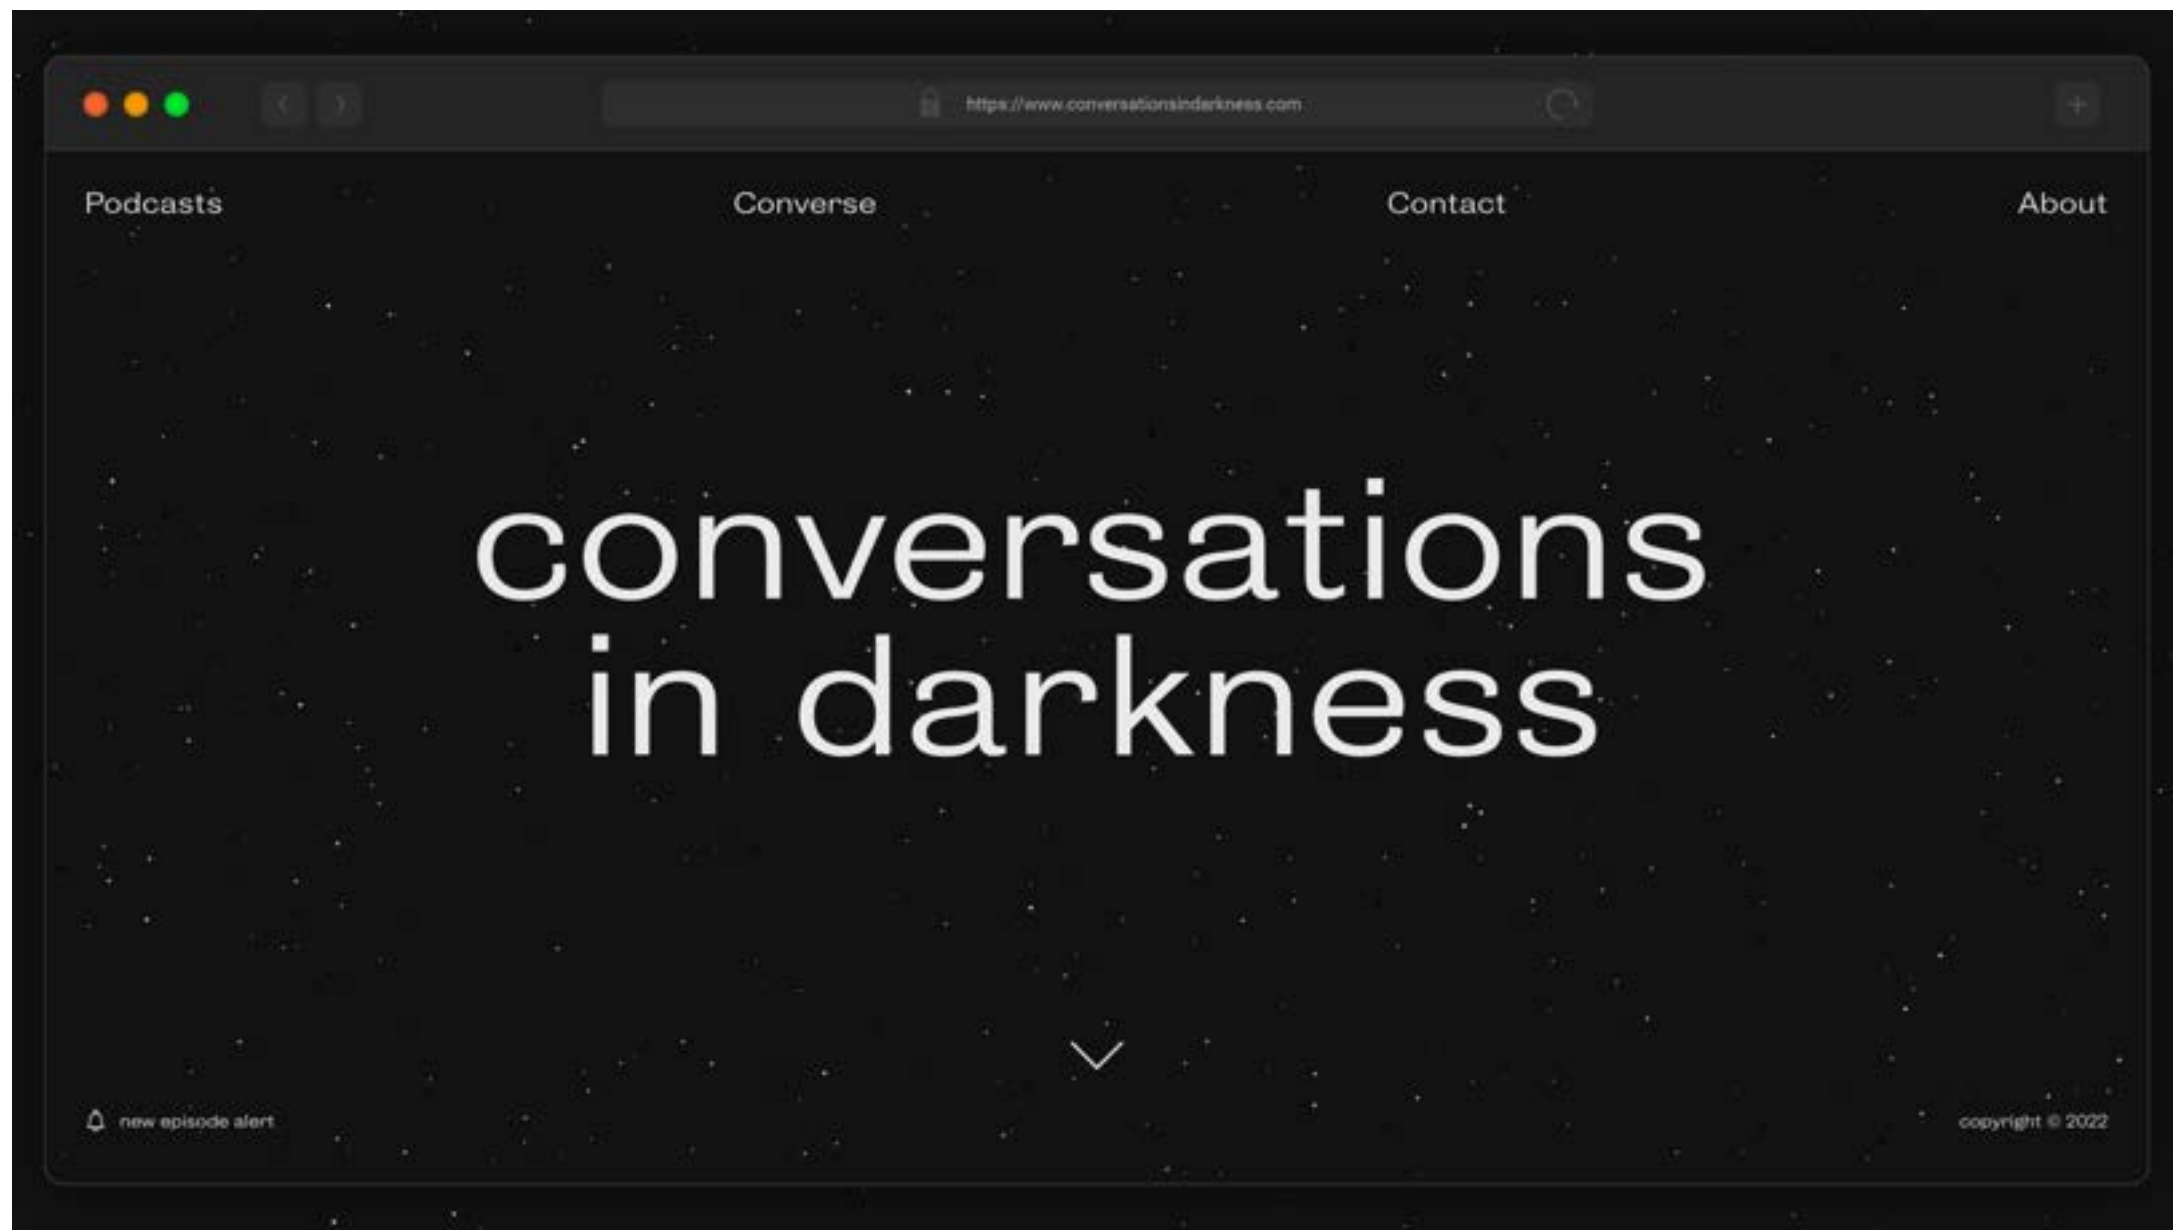 https://www.conversationsindarkness.com
Podcasts Converse Contact About
conversations
in darkness
new episode alert
copyright © 2022